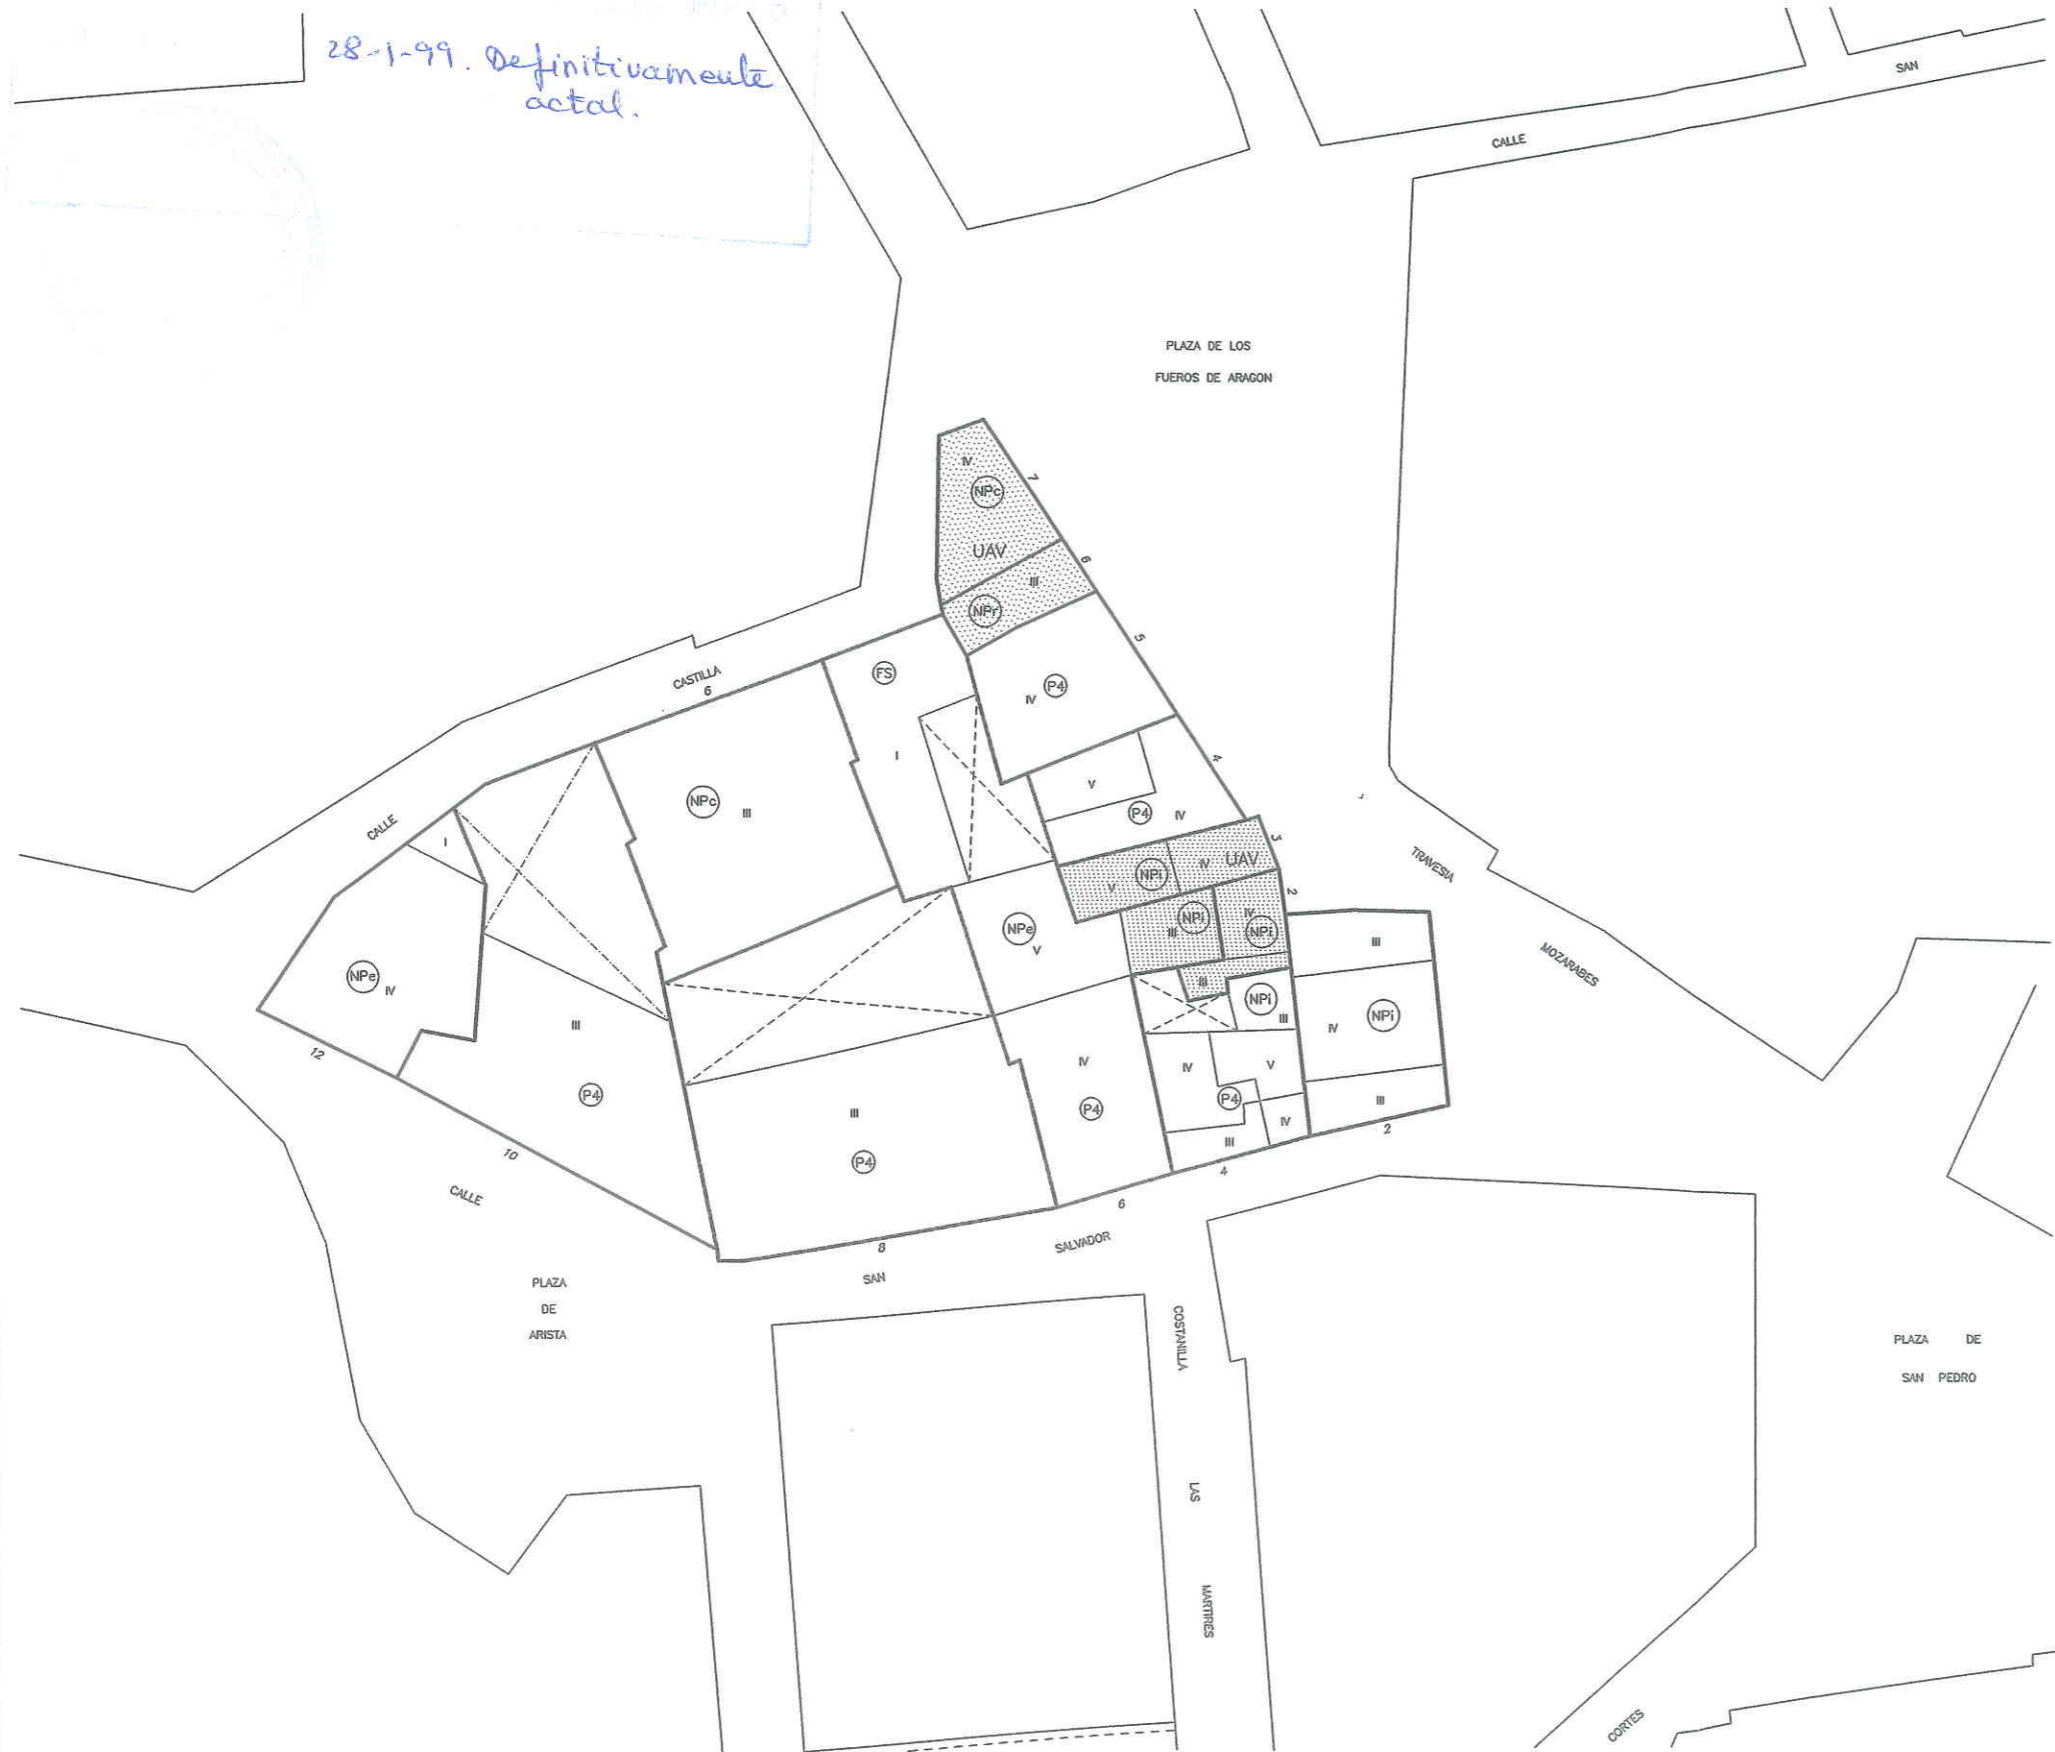 28-1-99. Definitivamente
actal.
SAN
CALLE
PLAZA DE LOS
FUEROS DE ARAGON
IV
7
NPc
UAV
6
III
NPr
5
CASTILLA
6
FS
IV
P4
I
4
V
NPc
III
P4
IV
CALLE
I
3
TRAVESIA
IV
UAV
V
NPi
2
NPi
IV
III
NPi
NPe
V
III
MOZARABES
NPe
IV
III
NPi
III
IV
NPi
III
12
IV
IV
V
P4
P4
III
P4
III
IV
III
2
P4
III
4
10
CALLE
6
8
SALVADOR
SAN
PLAZA
DE
ARISTA
COSTANILLA
PLAZA DE
SAN PEDRO
LAS
MARTIRES
CORTES